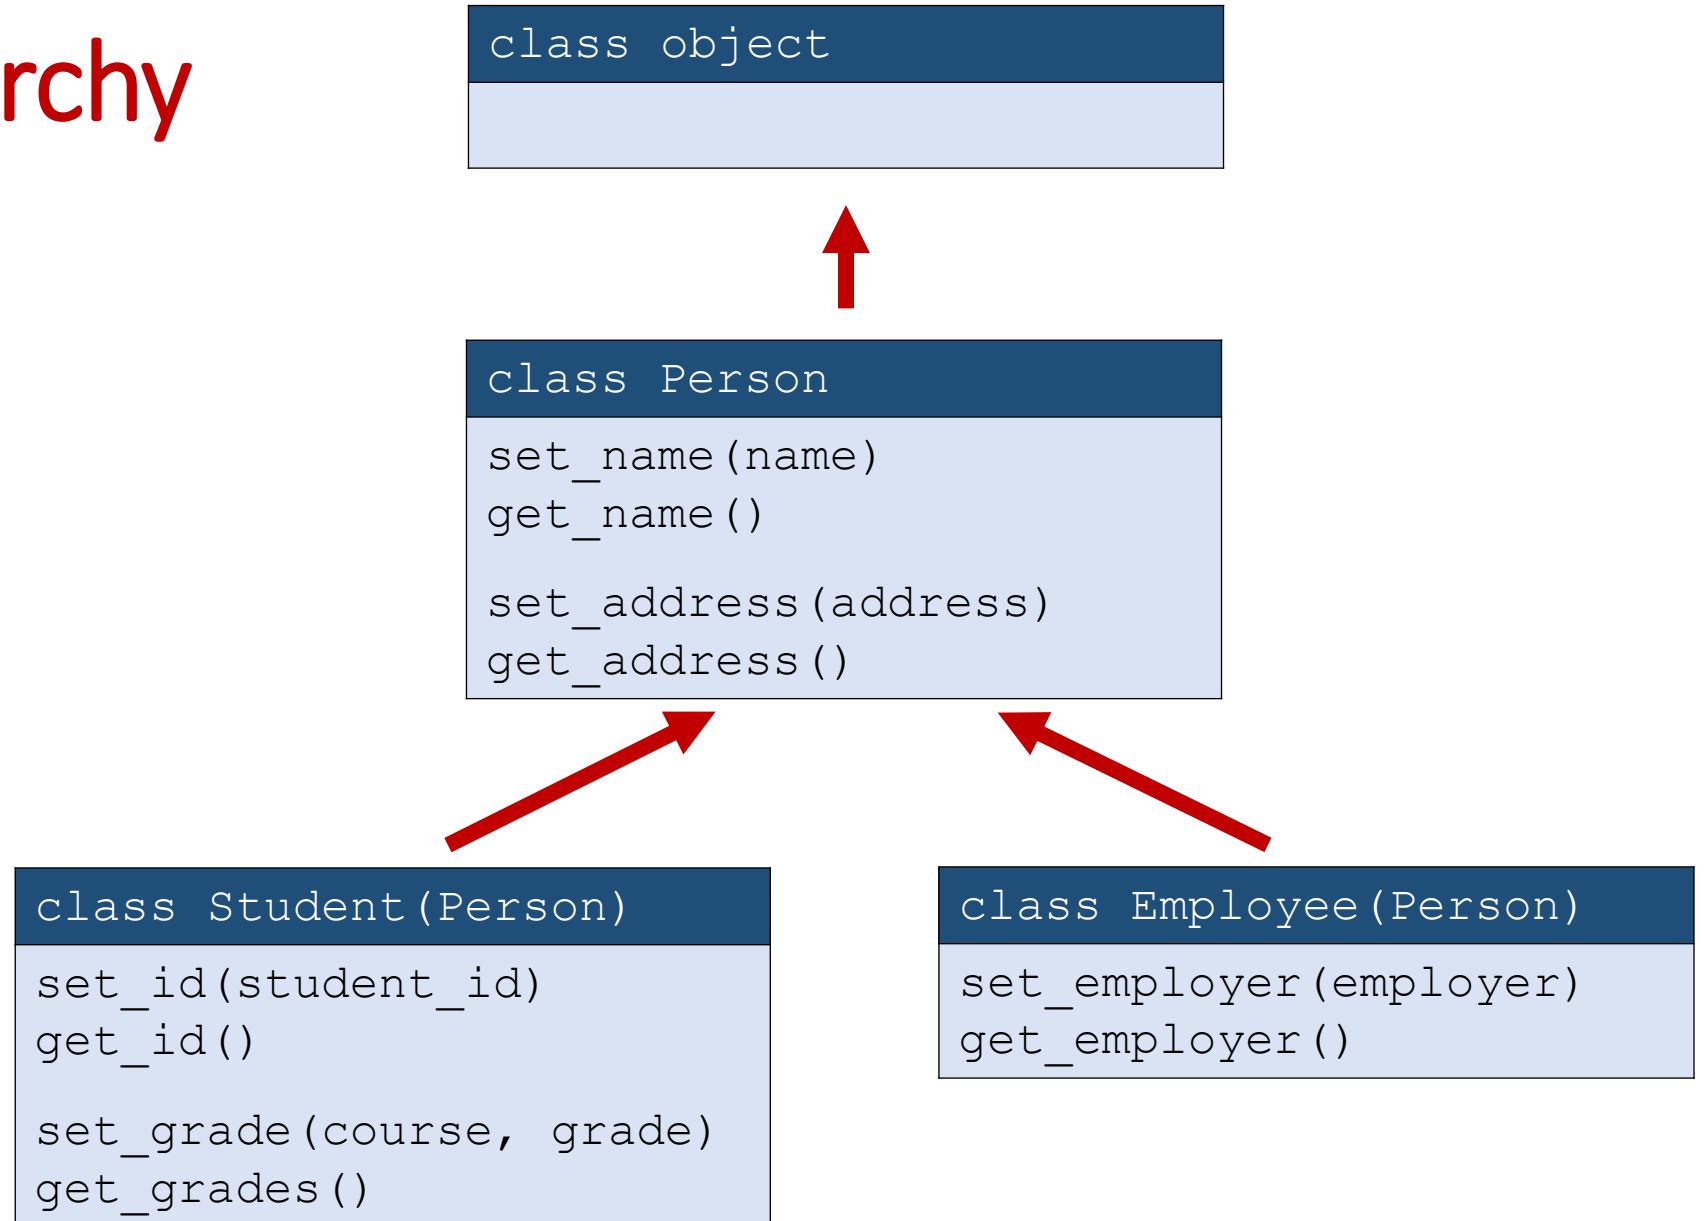 rchy
class object
class Person
set_name(name)
get_name()
set_address(address)
get_address()
class Student(Person)
set_id(student_id)
get_id()
set_grade(course, grade)
get_grades()
class Employee(Person)
set_employer(employer)
get_employer()